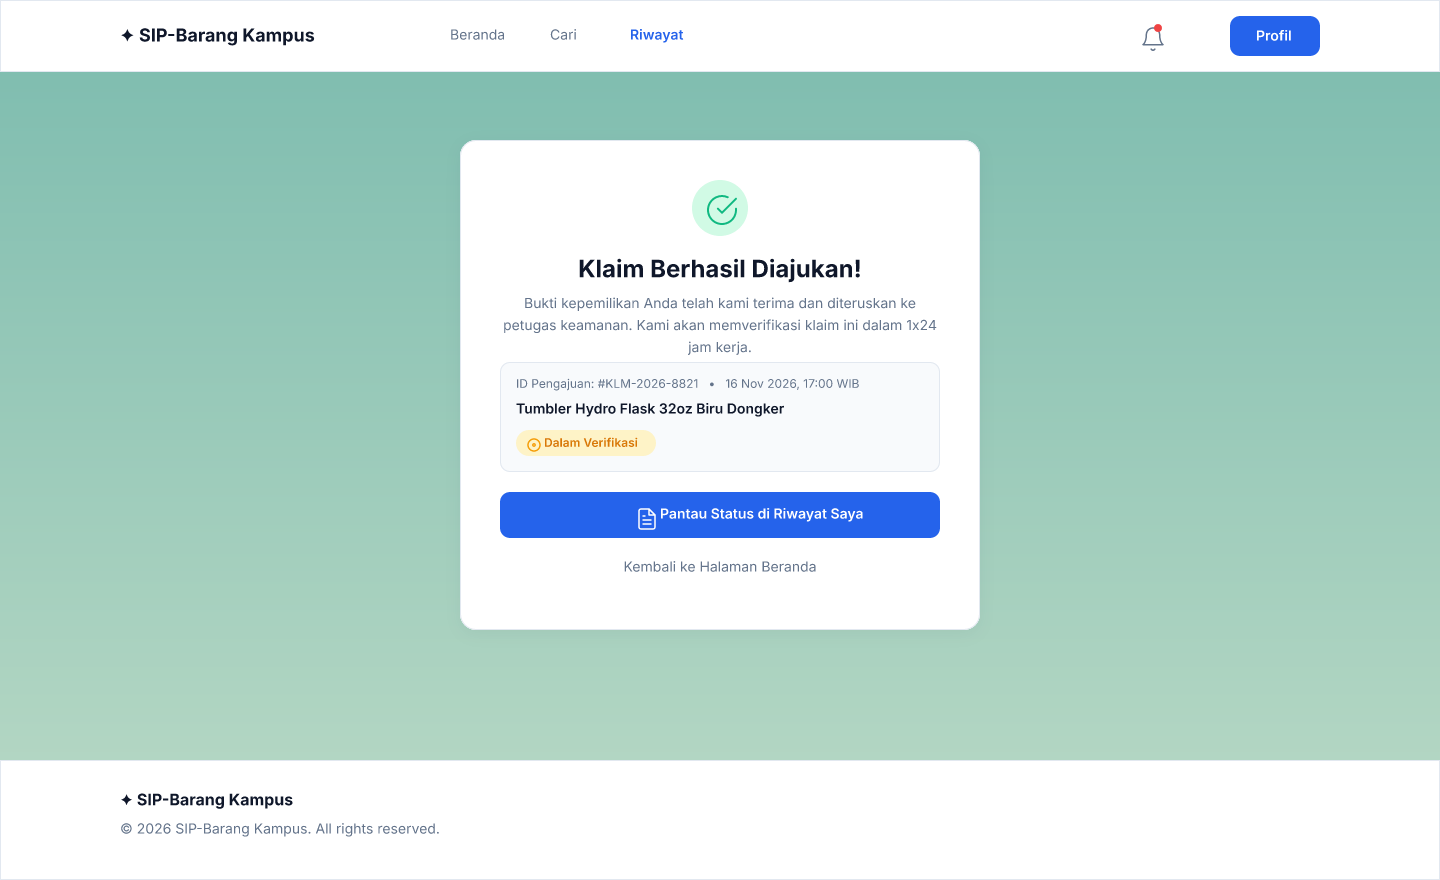 ✦ SIP-Barang Kampus
Beranda
Cari
Riwayat
Profil
Klaim Berhasil Diajukan!
Bukti kepemilikan Anda telah kami terima dan diteruskan ke
petugas keamanan. Kami akan memverifikasi klaim ini dalam 1x24
jam kerja.
ID Pengajuan: #KLM-2026-8821 • 16 Nov 2026, 17:00 WIB
Tumbler Hydro Flask 32oz Biru Dongker
Dalam Verifikasi
Pantau Status di Riwayat Saya
Kembali ke Halaman Beranda
✦ SIP-Barang Kampus
© 2026 SIP-Barang Kampus. All rights reserved.